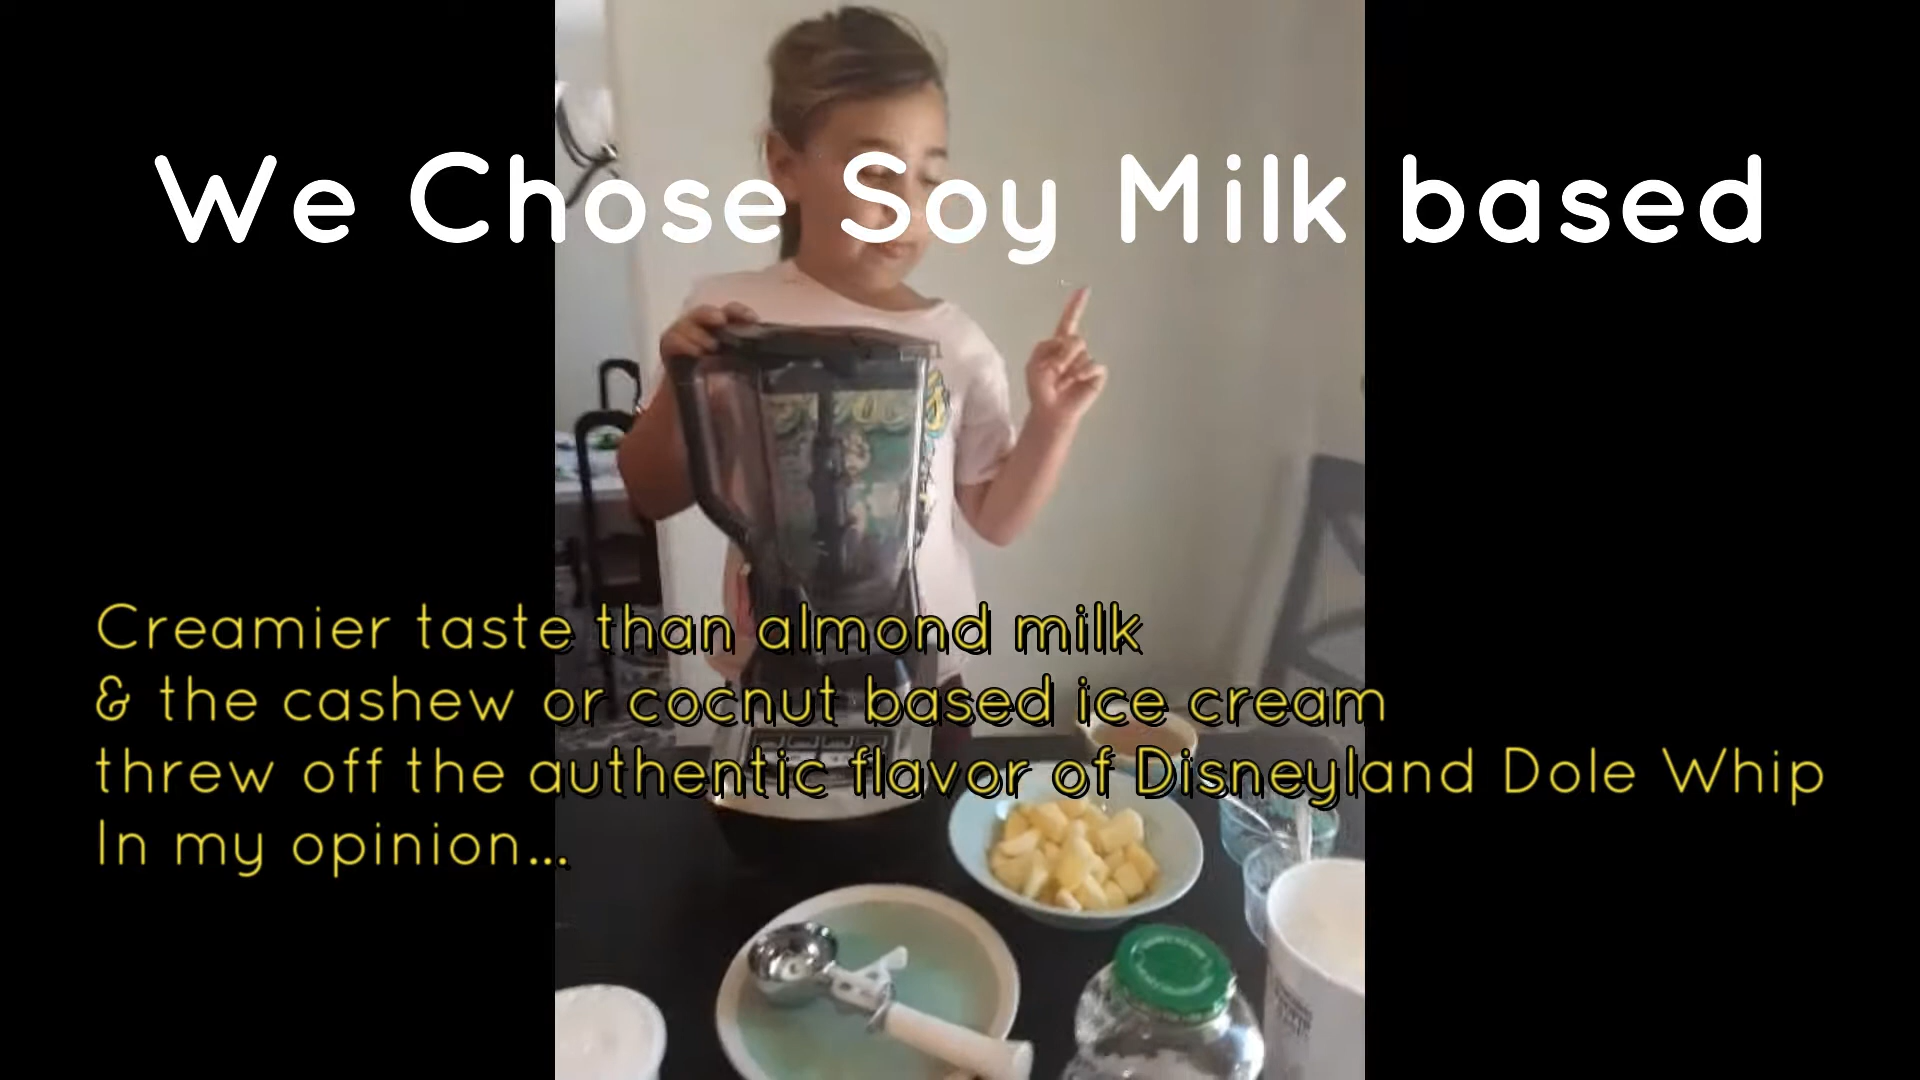 We Chose Soy Milk based
Creamier taste than almond milk
& the cashew or cocnut based ice cream
threw off the authentic flavor of Disneyland Dole Whip
In my opinion...